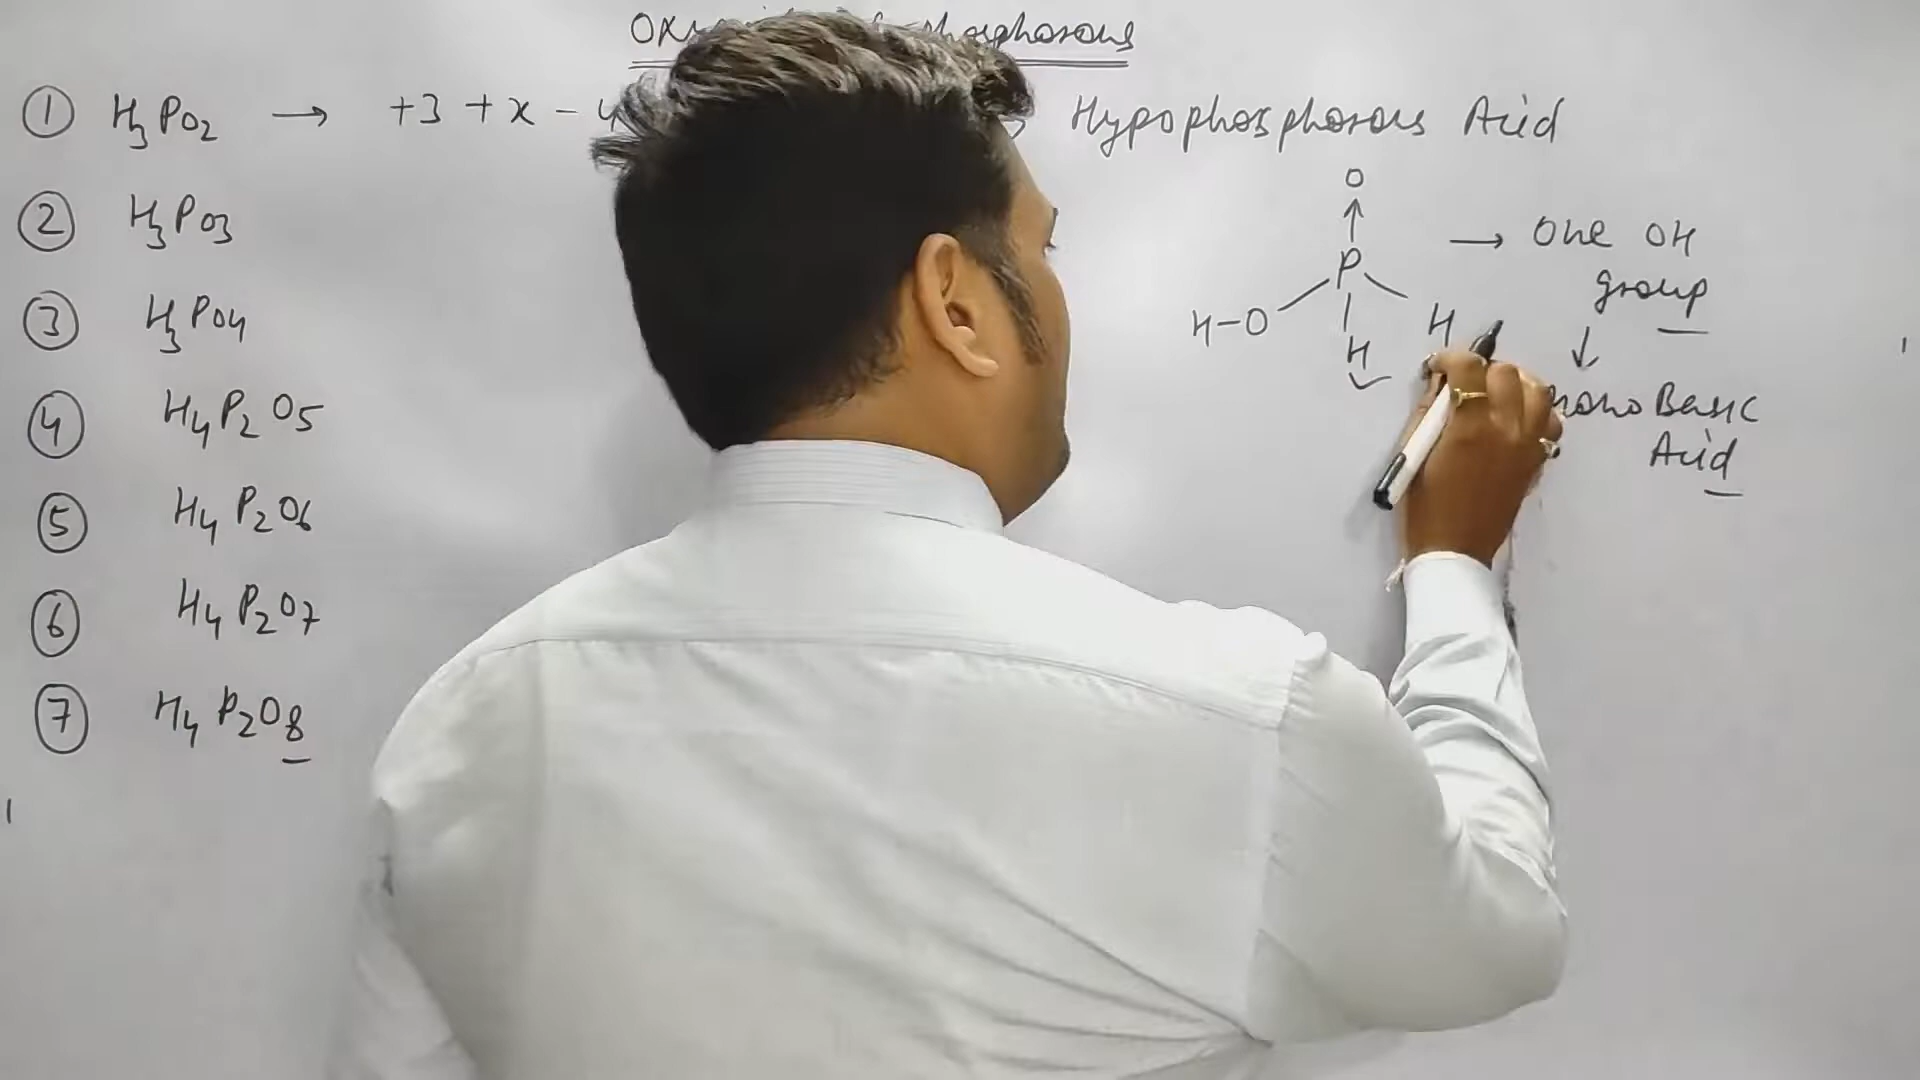 phosphorous
① H3PO2 → +3 + x - 4 Hypophosphorous Acid
② H3PO3
③ H3PO4
④ H4P2O5
⑤ H4P2O6
⑥ H4P2O7
⑦ H4P2O8
O
↑
P
H-O H
H
→ One OH
group
↓
Basic
Acid